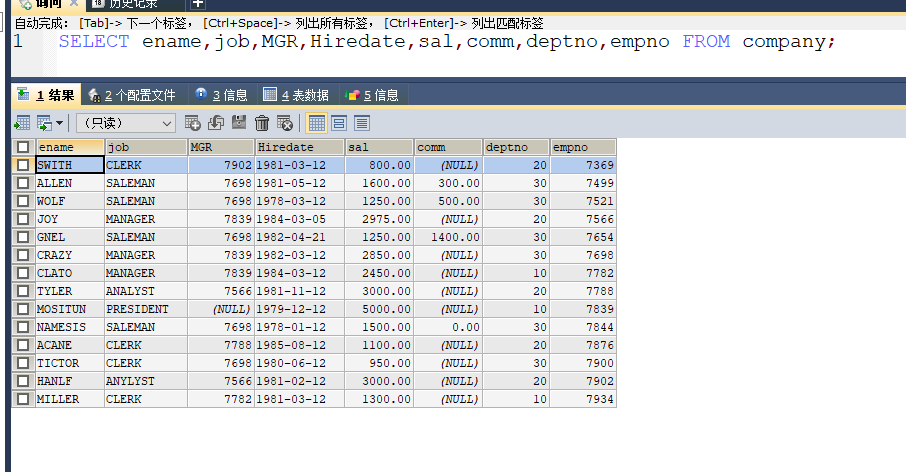 询问 历史记录
自动完成: [Tab]-> 下一个标签, [Ctrl+Space]-> 列出所有标签, [Ctrl+Enter]-> 列出匹配标签
1 SELECT ename,job,MGR,Hiredate,sal,comm,deptno,empno FROM company;
1 结果 2 个配置文件 3 信息 4 表数据 5 信息
(只读)
ename job MGR Hiredate sal comm deptno empno
SWITH CLERK 7902 1981-03-12 800.00 (NULL) 20 7369
ALLEN SALEMAN 7698 1981-05-12 1600.00 300.00 30 7499
WOLF SALEMAN 7698 1978-03-12 1250.00 500.00 30 7521
JOY MANAGER 7839 1984-03-05 2975.00 (NULL) 20 7566
GNEL SALEMAN 7698 1982-04-21 1250.00 1400.00 30 7654
CRAZY MANAGER 7839 1982-03-12 2850.00 (NULL) 30 7698
CLATO MANAGER 7839 1984-03-12 2450.00 (NULL) 10 7782
TYLER ANALYST 7566 1981-11-12 3000.00 (NULL) 20 7788
MOSITUN PRESIDENT (NULL) 1979-12-12 5000.00 (NULL) 10 7839
NAMESIS SALEMAN 7698 1978-01-12 1500.00 0.00 30 7844
ACANE CLERK 7788 1985-08-12 1100.00 (NULL) 20 7876
TICTOR CLERK 7698 1980-06-12 950.00 (NULL) 30 7900
HANLF ANYLYST 7566 1981-02-12 3000.00 (NULL) 20 7902
MILLER CLERK 7782 1981-03-12 1300.00 (NULL) 10 7934